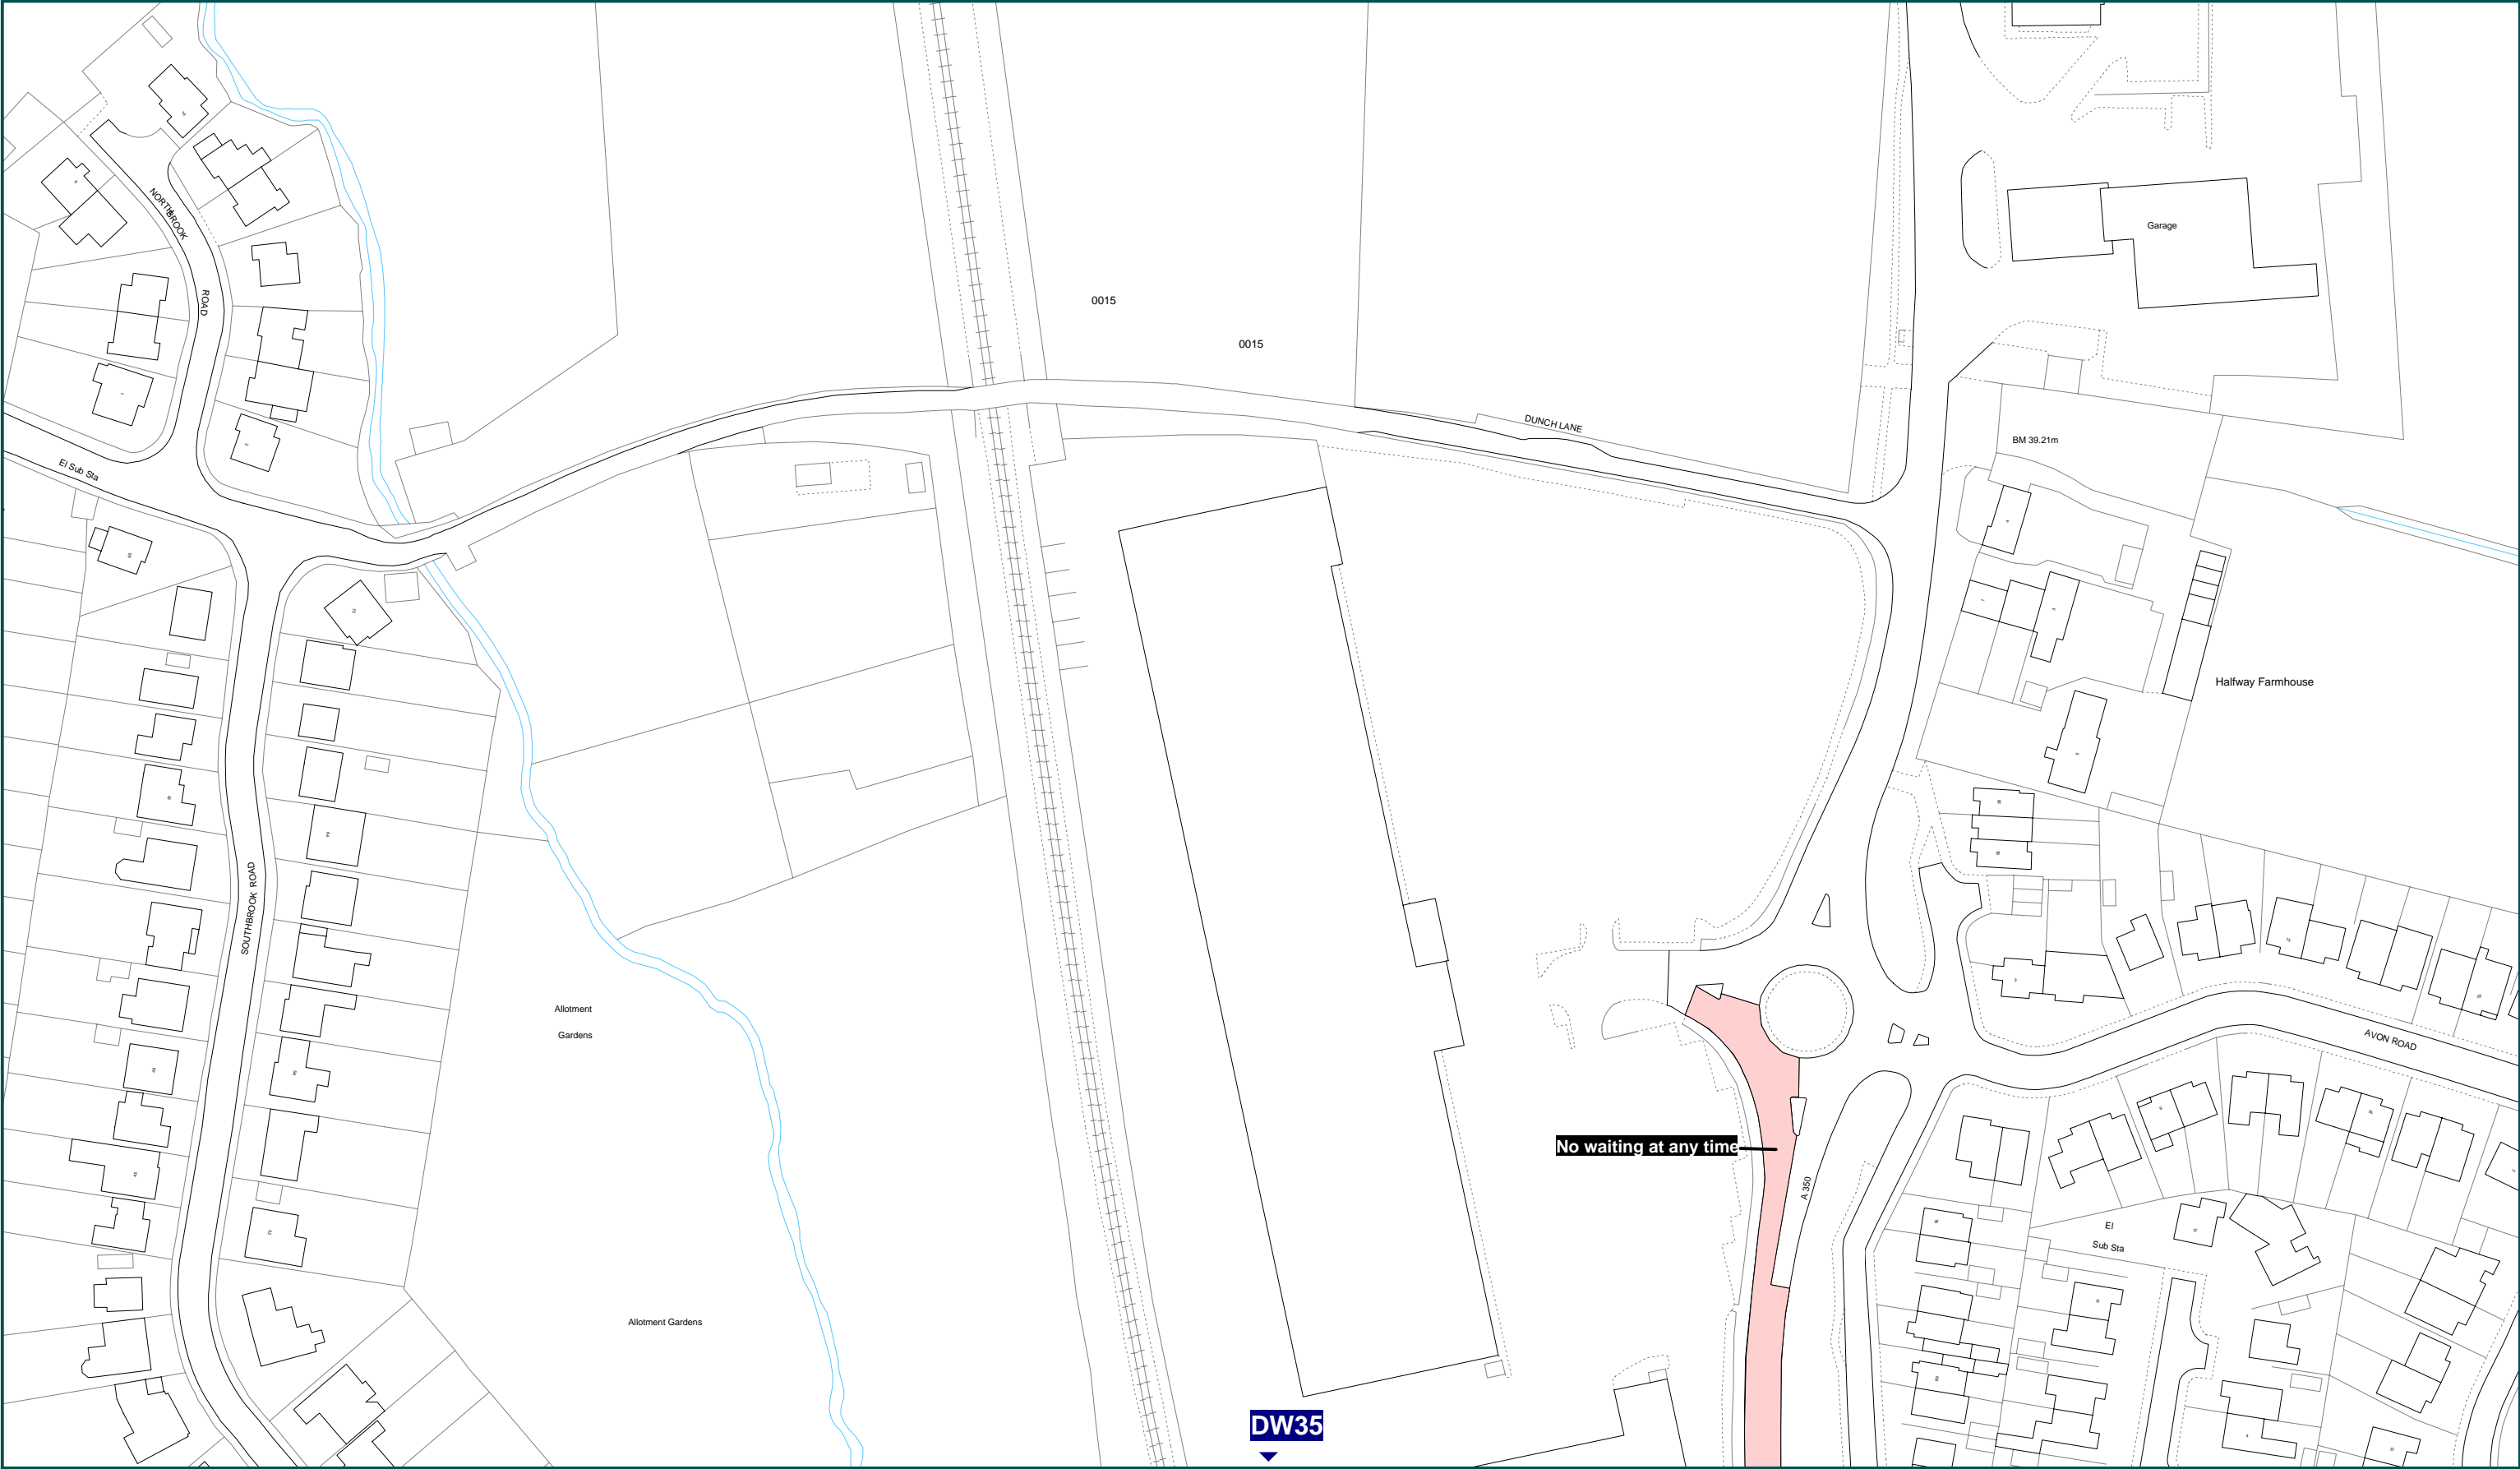 NORTHBROOK
ROAD
Garage
0015
0015
DUNCH LANE
BM 39.21m
El Sub Sta
Halfway Farmhouse
SOUTHBROOK ROAD
Allotment
Gardens
AVON ROAD
No waiting at any time
A 350
El
Sub Sta
Allotment Gardens
DW35